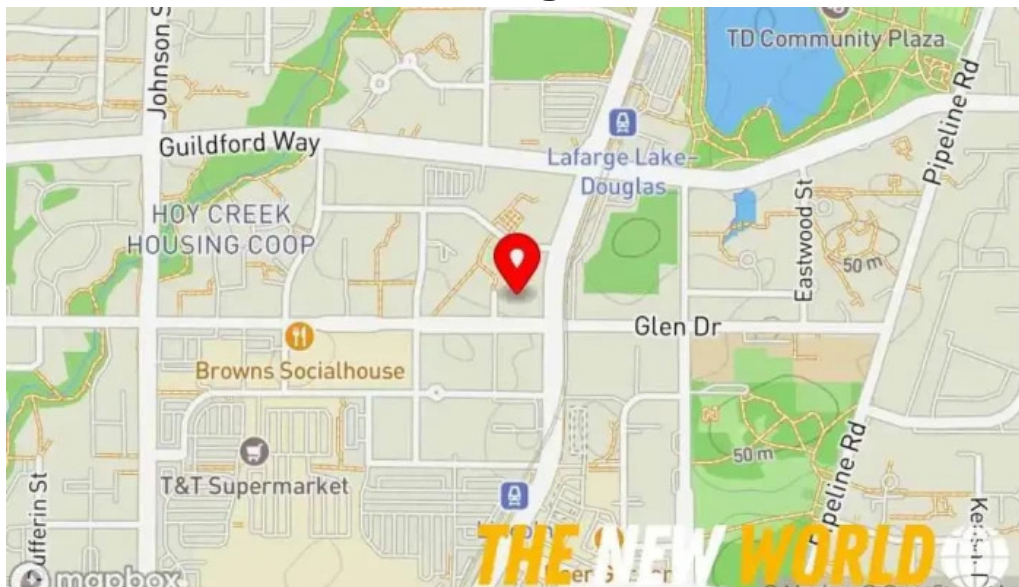 Johnson S
TD Community Plaza
Pipeline Rd
Guildford Way
Lafarge Lake–
Douglas
HOY CREEK
HOUSING COOP
Eastwood St
50 m
Glen Dr
Browns Socialhouse
50 m
T&T Supermarket
Pipeline Rd
ufferin St
THE NEW WORLD
mapbox